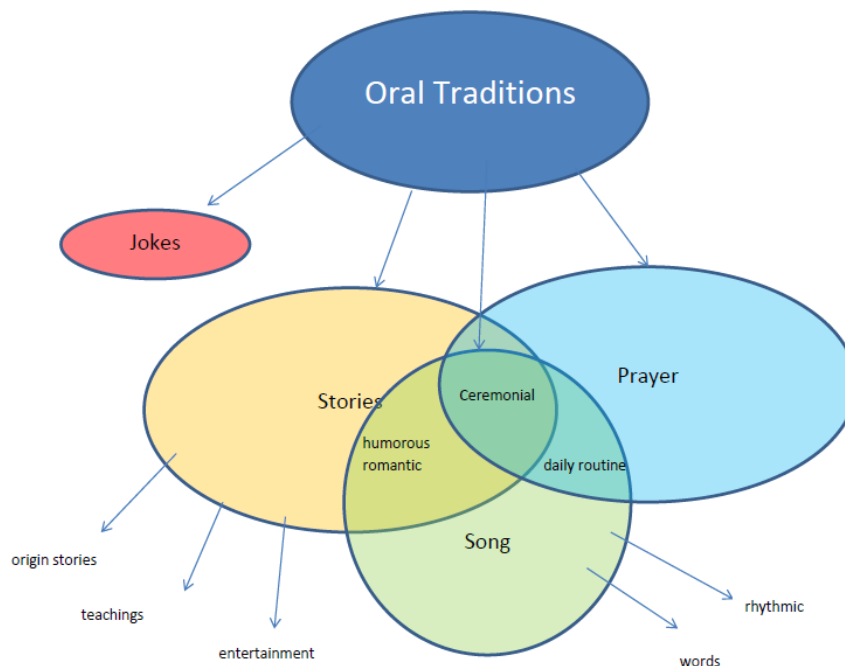 Oral Traditions
Jokes
Prayer
Ceremonial
Stories
humorous
romantic
daily routine
Song
origin stories
teachings
entertainment
rhythmic
words